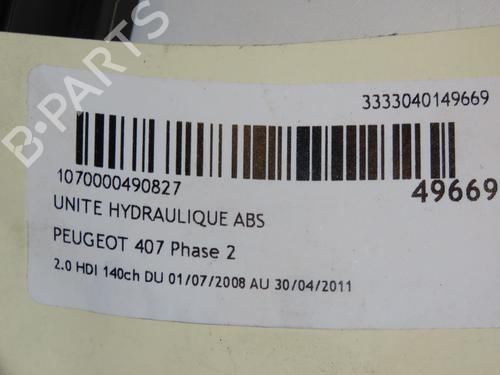 3333040149669
1070000490827
49669
UNITE HYDRAULIQUE ABS
PEUGEOT 407 Phase 2
2.0 HDI 140ch DU 01/07/2008 AU 30/04/2011
B-PARTS